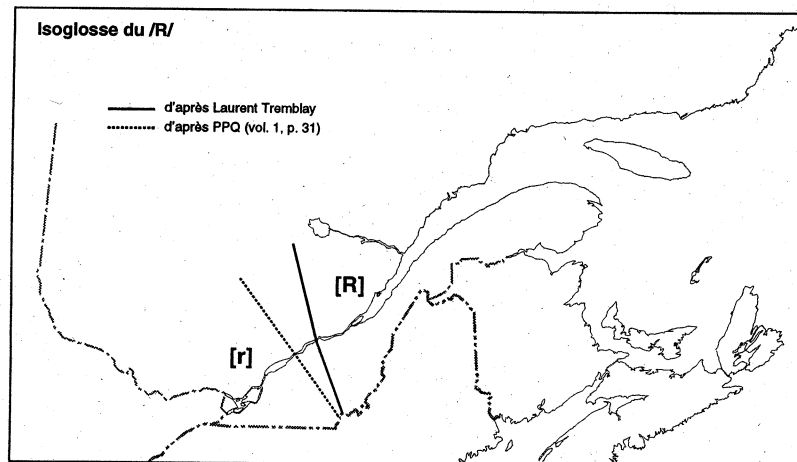 Isoglosse du /R/
d'après Laurent Tremblay
d'après PPQ (vol. 1, p. 31)
[R]
[r]